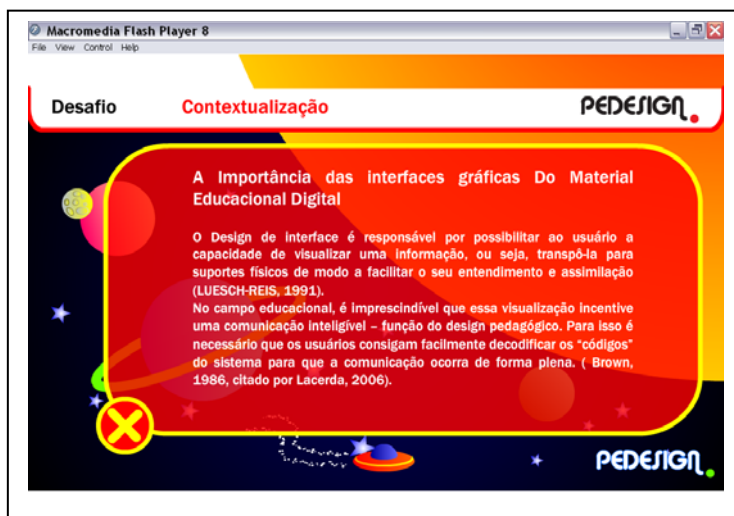 Macromedia Flash Player 8
File View Control Help
Desafio Contextualização PEDESIGN.
A Importância das interfaces gráficas Do Material
Educacional Digital
O Design de interface é responsável por possibilitar ao usuário a
capacidade de visualizar uma informação, ou seja, transpô-la para
suportes físicos de modo a facilitar o seu entendimento e assimilação
(LUESCH-REIS, 1991).
No campo educacional, é imprescindível que essa visualização incentive
uma comunicação inteligível – função do design pedagógico. Para isso é
necessário que os usuários consigam facilmente decodificar os “códigos”
do sistema para que a comunicação ocorra de forma plena. ( Brown,
1986, citado por Lacerda, 2006).
PEDESIGN.